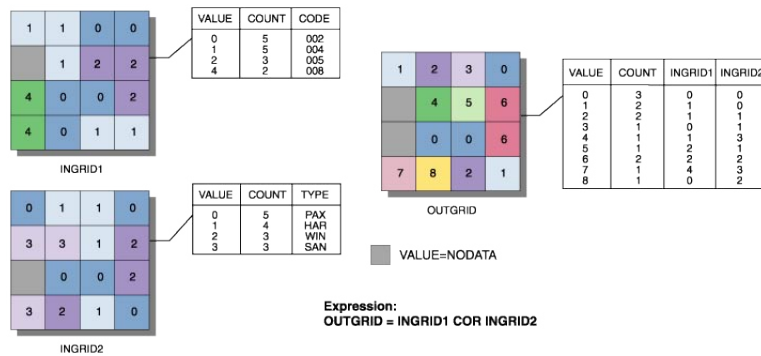 1 1 0 0
1 2 2
4 0 0 2
4 0 1 1
INGRID1
VALUE COUNT CODE
0 5 002
1 5 004
2 3 005
4 2 008
0 1 1 0
3 3 1 2
0 0 2
3 2 1 0
INGRID2
VALUE COUNT TYPE
0 5 PAX
1 4 HAR
2 3 WIN
3 3 SAN
1 2 3 0
4 5 6
0 0 6
7 8 2 1
OUTGRID
VALUE COUNT INGRID1 INGRID2
0 3 0 0
1 2 1 0
2 2 1 1
3 1 0 1
4 1 1 3
5 1 2 1
6 2 2 2
7 1 4 3
8 1 0 2
VALUE=NODATA
Expression:
OUTGRID = INGRID1 COR INGRID2